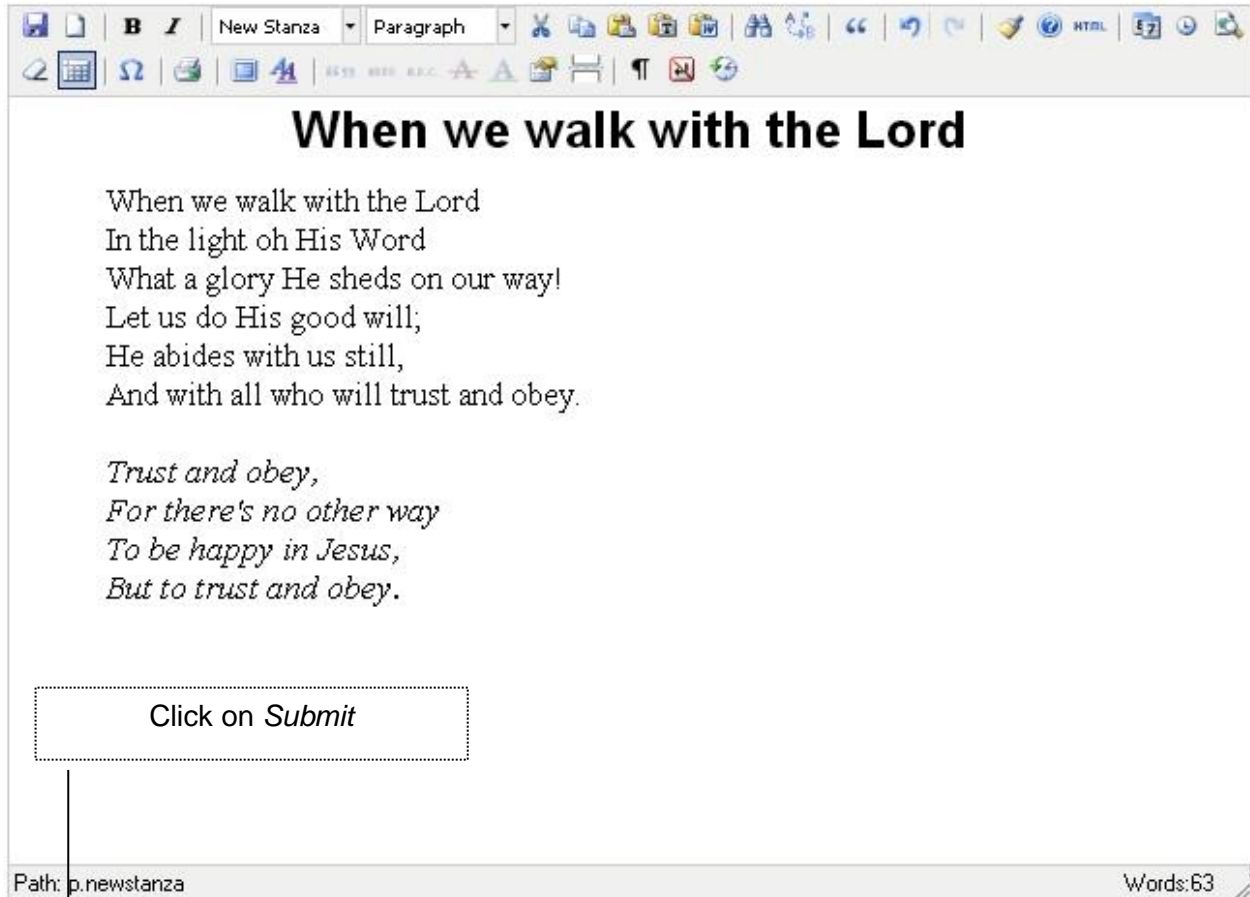 B I New Stanza Paragraph HTML
When we walk with the Lord
When we walk with the Lord
In the light oh His Word
What a glory He sheds on our way!
Let us do His good will;
He abides with us still,
And with all who will trust and obey.
Trust and obey,
For there's no other way
To be happy in Jesus,
But to trust and obey.
Click on Submit
Path: p.newstanza Words:63